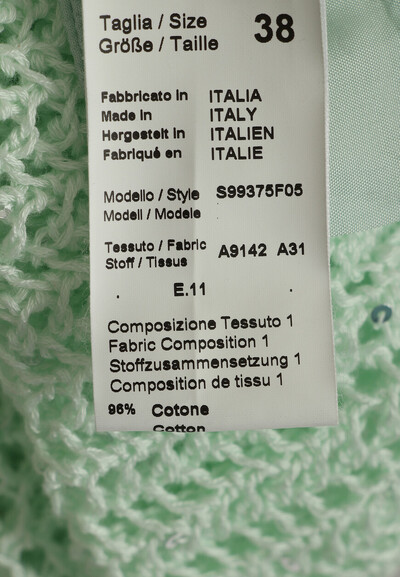 Taglia / Size 38
Größe / Taille
Fabbricato in ITALIA
Made in ITALY
Hergestelt in ITALIEN
Fabriqué en ITALIE
Modello / Style S99375F05
Modell / Modele
Tessuto / Fabric A9142 A31
Stoff / Tissus
E.11
Composizione Tessuto 1
Fabric Composition 1
Stoffzusammensetzung 1
Composition de tissu 1
96% Cotone
Cotton